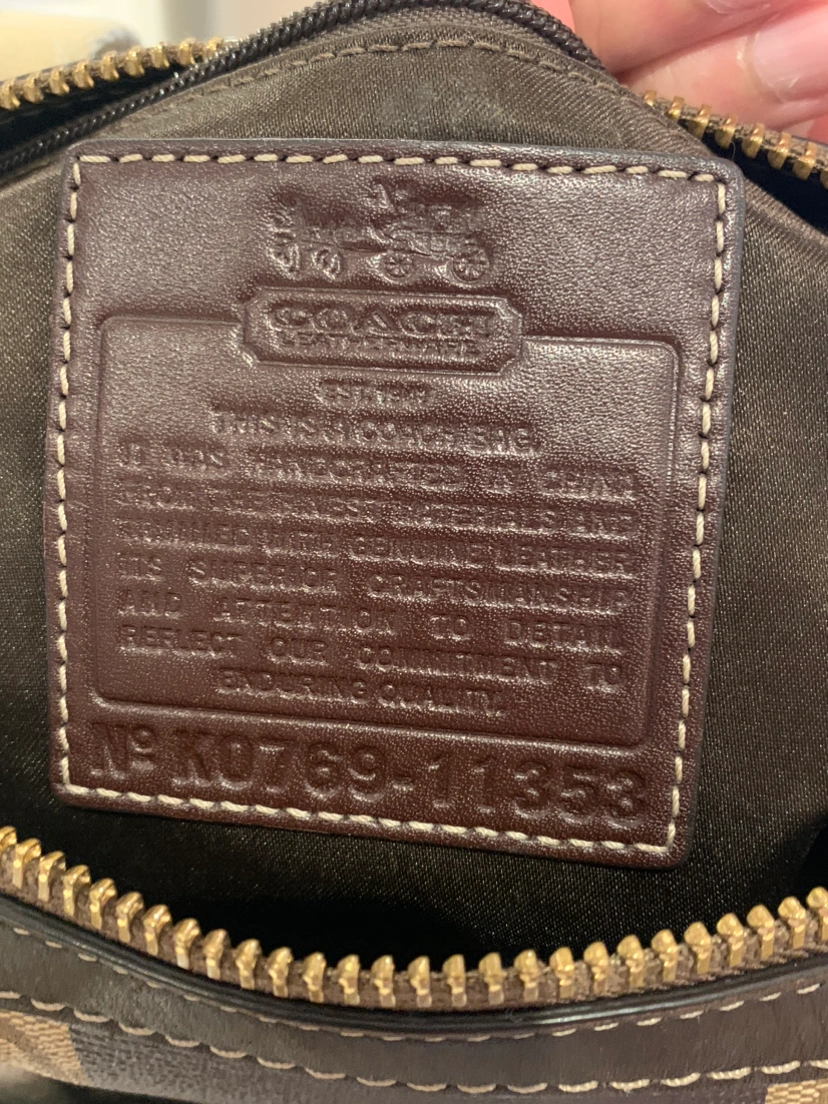 COACH
LEATHERWARE
EST. 1941
THIS IS A COACH BAG.
IT WAS HANDCRAFTED IN CHINA
FROM THE FINEST MATERIALS AND
TRIMMED WITH GENUINE LEATHER
ITS SUPERIOR CRAFTSMANSHIP
AND ATTENTION TO DETAIL
REFLECT OUR COMMITMENT TO
ENDURING QUALITY.
Nº K0769-11353